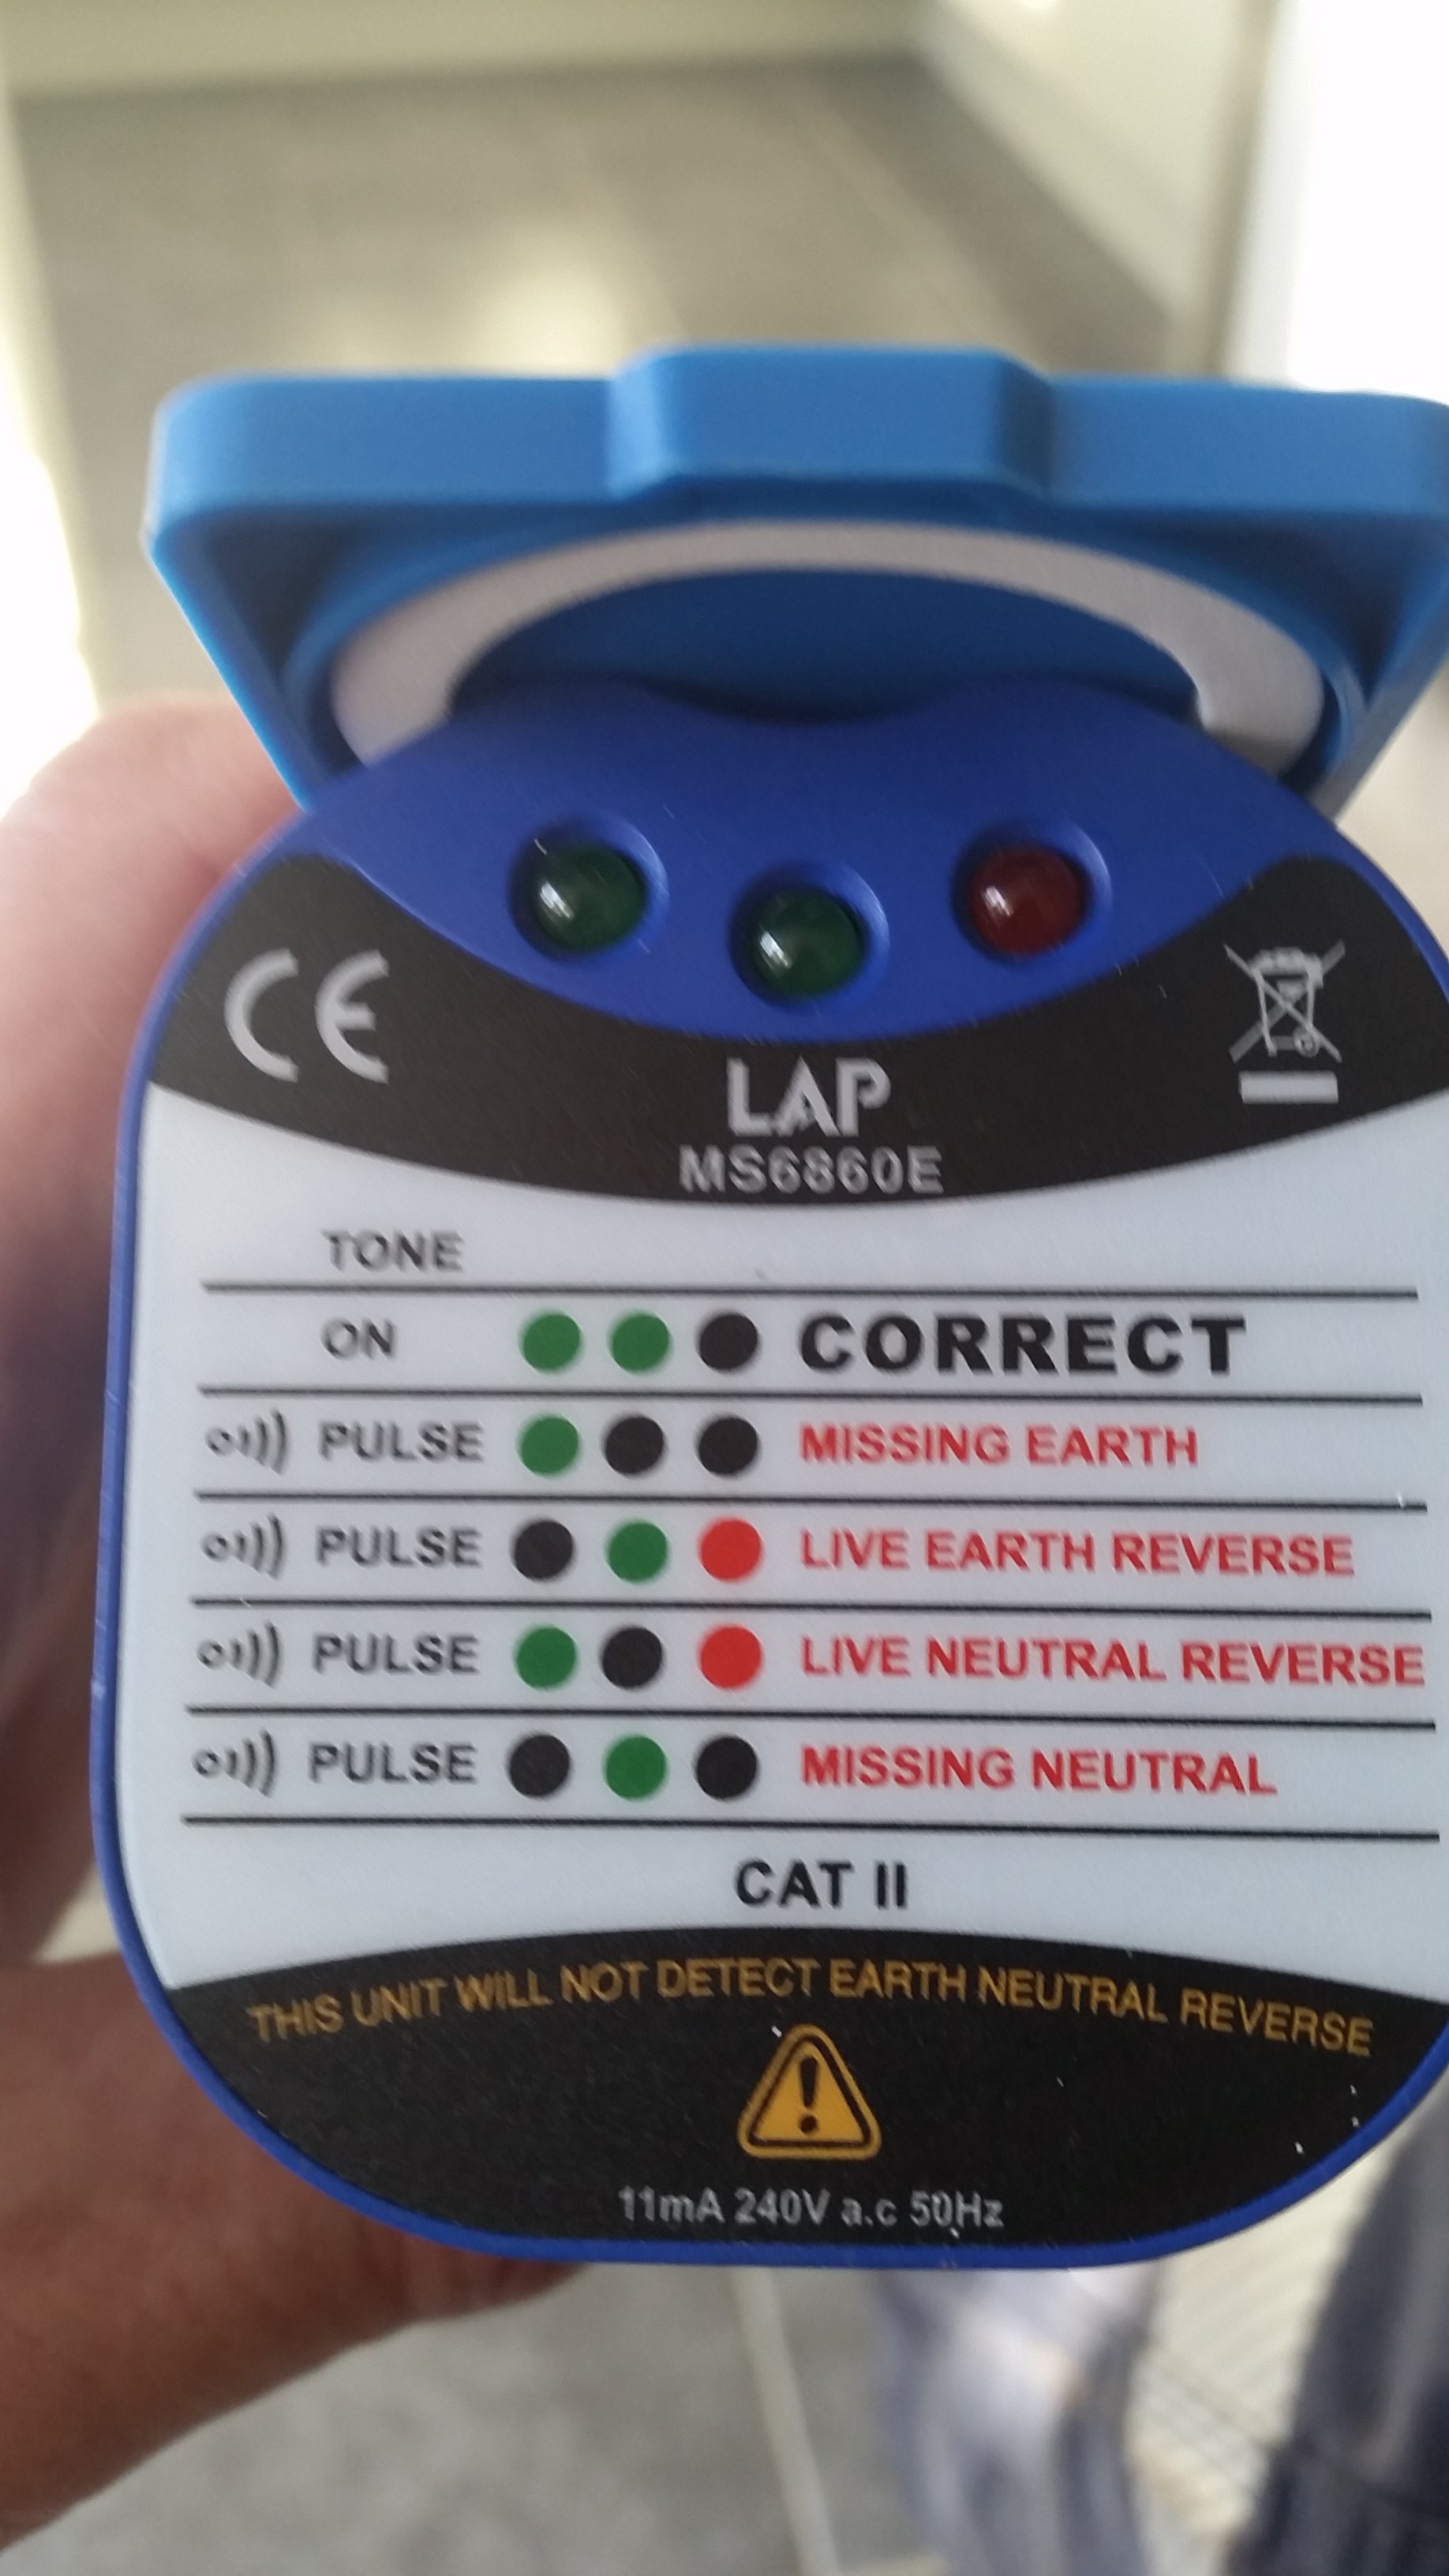 CE
LAP
MS6860E
TONE
ON CORRECT
PULSE MISSING EARTH
PULSE LIVE EARTH REVERSE
PULSE LIVE NEUTRAL REVERSE
PULSE MISSING NEUTRAL
CAT II
THIS UNIT WILL NOT DETECT EARTH NEUTRAL REVERSE
!
11mA 240V a.c 50Hz